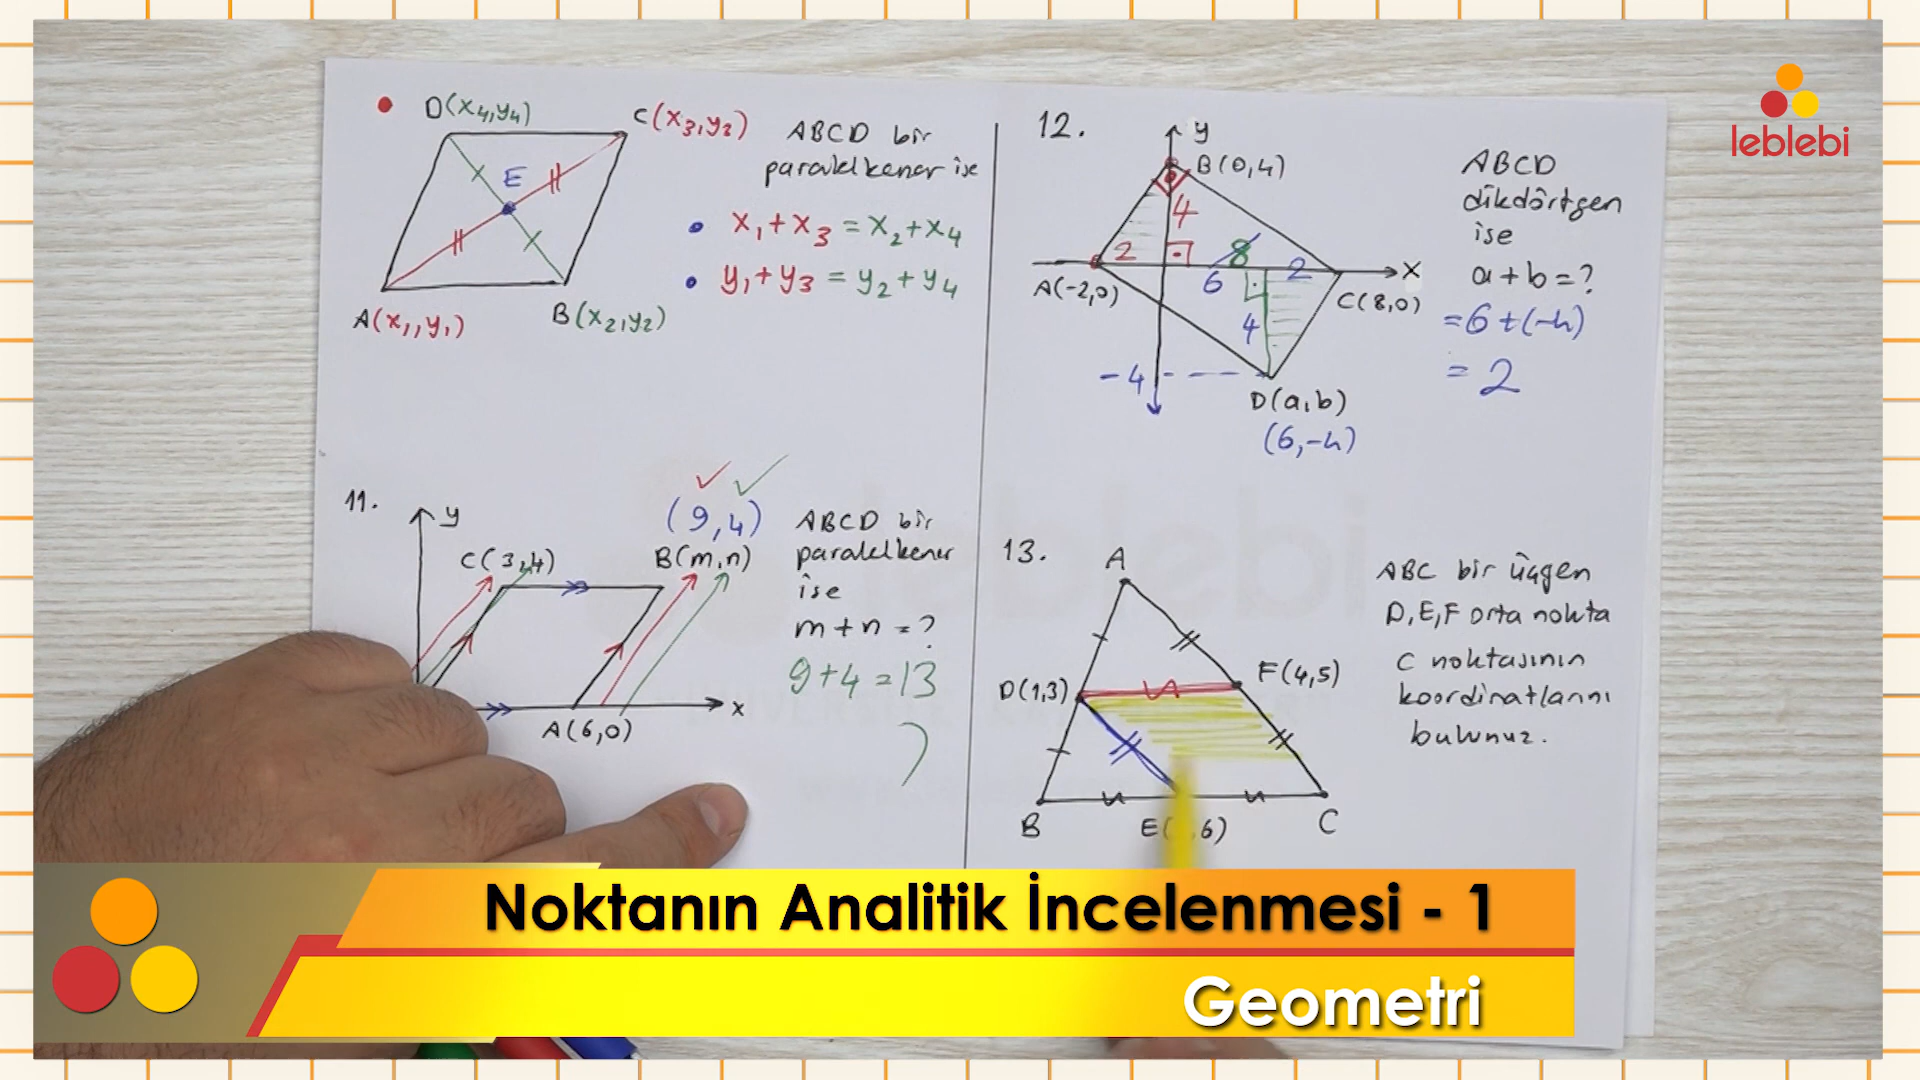 leblebi
D(x4,y4)
C(x3,y2)
E
A(x1,y1)
B(x2,y2)
ABCD bir
paralelkenar ise
• x1+x3=x2+x4
• y1+y3=y2+y4
11.
y
C(3,4)
(9,4)
B(m,n)
A(6,0)
x
ABCD bir
paralelkenar
ise
m+n=?
9+4=13
12.
y
B(0,4)
4
2
8
6
2
x
A(-2,0)
C(8,0)
4
-4
D(a,b)
(6,-4)
ABCD
dikdörtgen
ise
a+b=?
=6+(-4)
=2
13.
A
D(1,3)
F(4,5)
B
C
ABC bir üçgen
D,E,F orta nokta
C noktasının
koordinatlarını
bulunuz.
Noktanın Analitik İncelenmesi - 1
Geometri